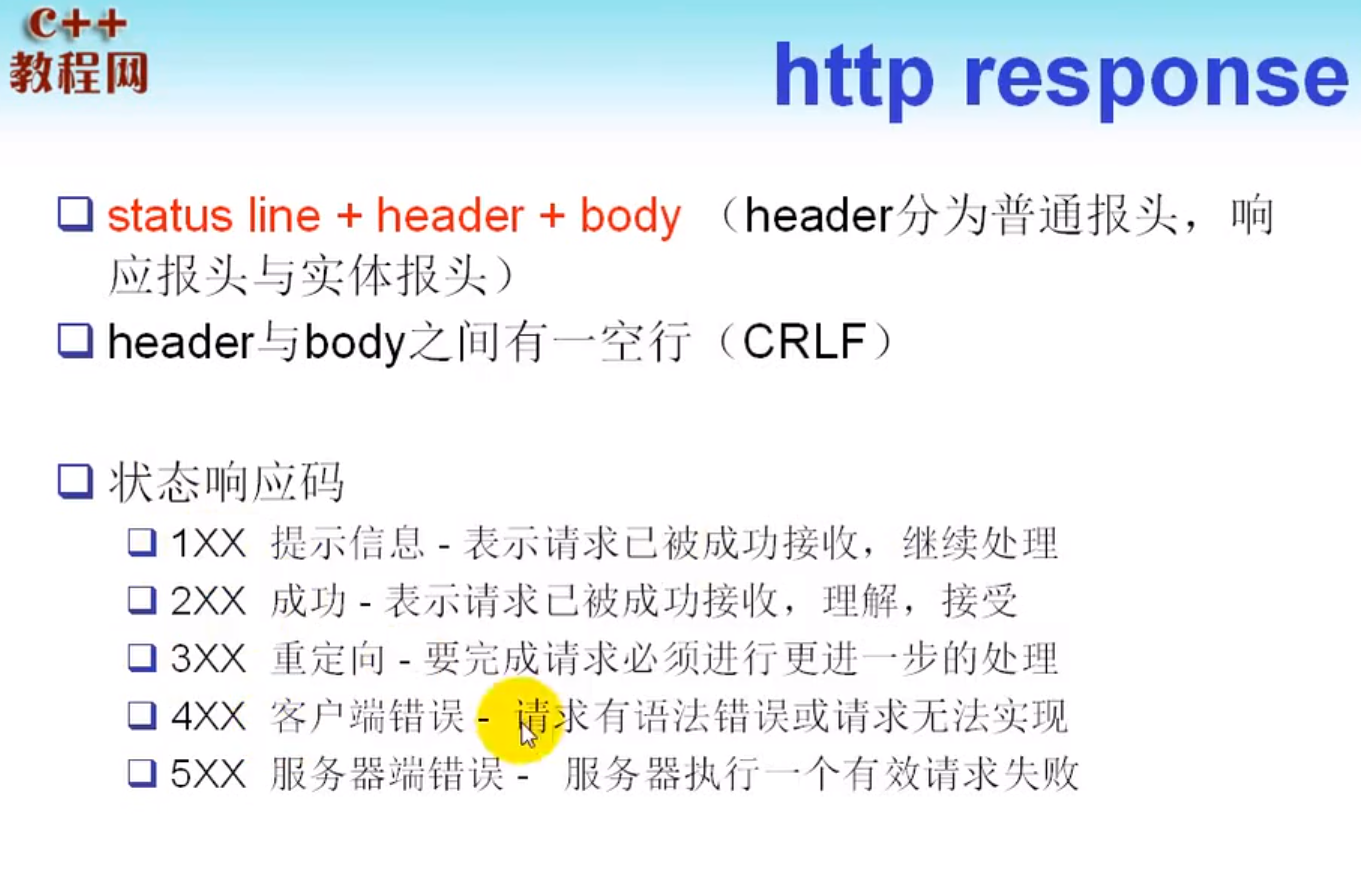 C++
教程网
http response
status line + header + body （header分为普通报头，响
应报头与实体报头）
header与body之间有一空行（CRLF）
状态响应码
1XX 提示信息 - 表示请求已被成功接收，继续处理
2XX 成功 - 表示请求已被成功接收，理解，接受
3XX 重定向 - 要完成请求必须进行更进一步的处理
4XX 客户端错误 - 请求有语法错误或请求无法实现
5XX 服务器端错误 - 服务器执行一个有效请求失败